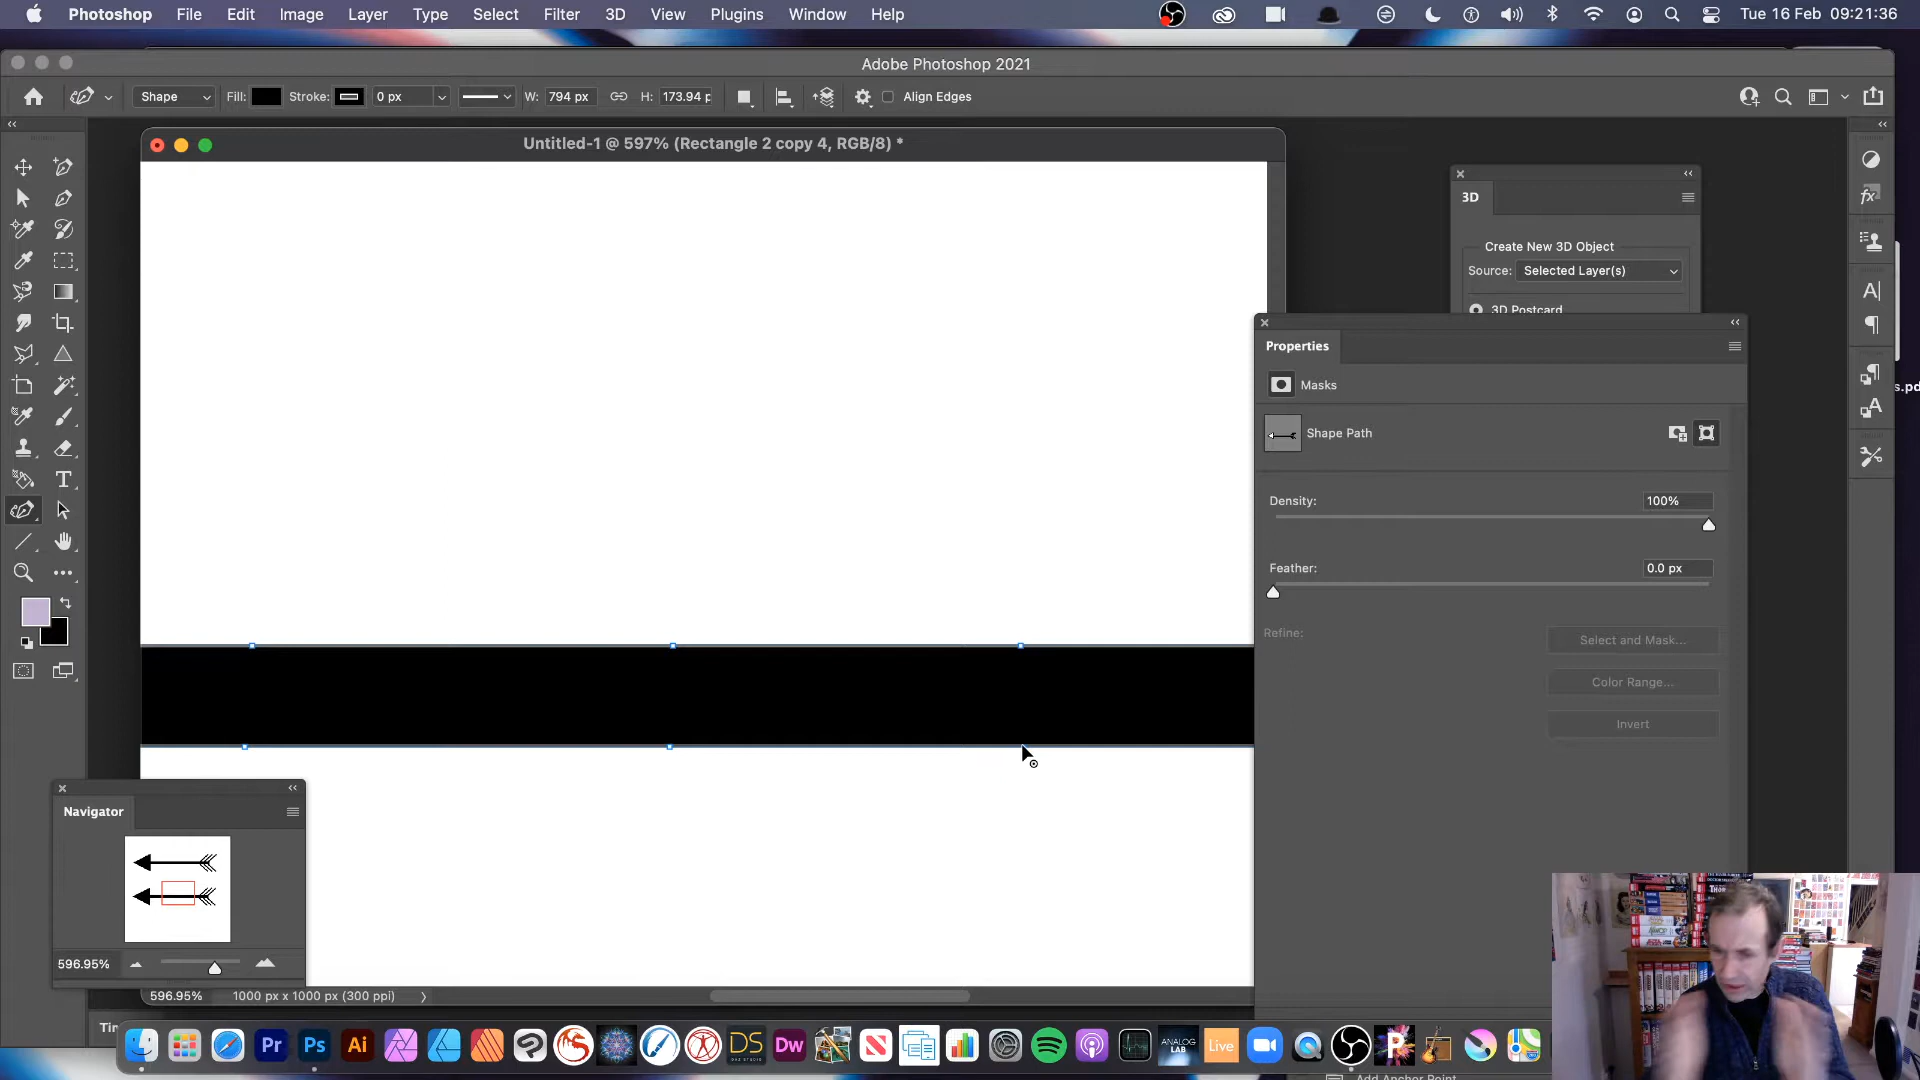 Photoshop File Edit Image Layer Type Select Filter 3D View Plugins Window Help Tue 16 Feb 09:21:36
Adobe Photoshop 2021
Shape Fill: Stroke: 0 px W: 794 px H: 173.94 p Align Edges
Untitled-1 @ 597% (Rectangle 2 copy 4, RGB/8) *
3D
Create New 3D Object
Source: Selected Layer(s)
3D Postcard
Properties
Masks
s.pd
Shape Path
Density: 100%
Feather: 0.0 px
Refine:
Select and Mask...
Color Range...
Invert
Navigator
596.95%
596.95% 1000 px x 1000 px (300 ppi)
Tir
Pr Ps Ai DS Dw ANALOG LAB Live P
Add Anchor Point